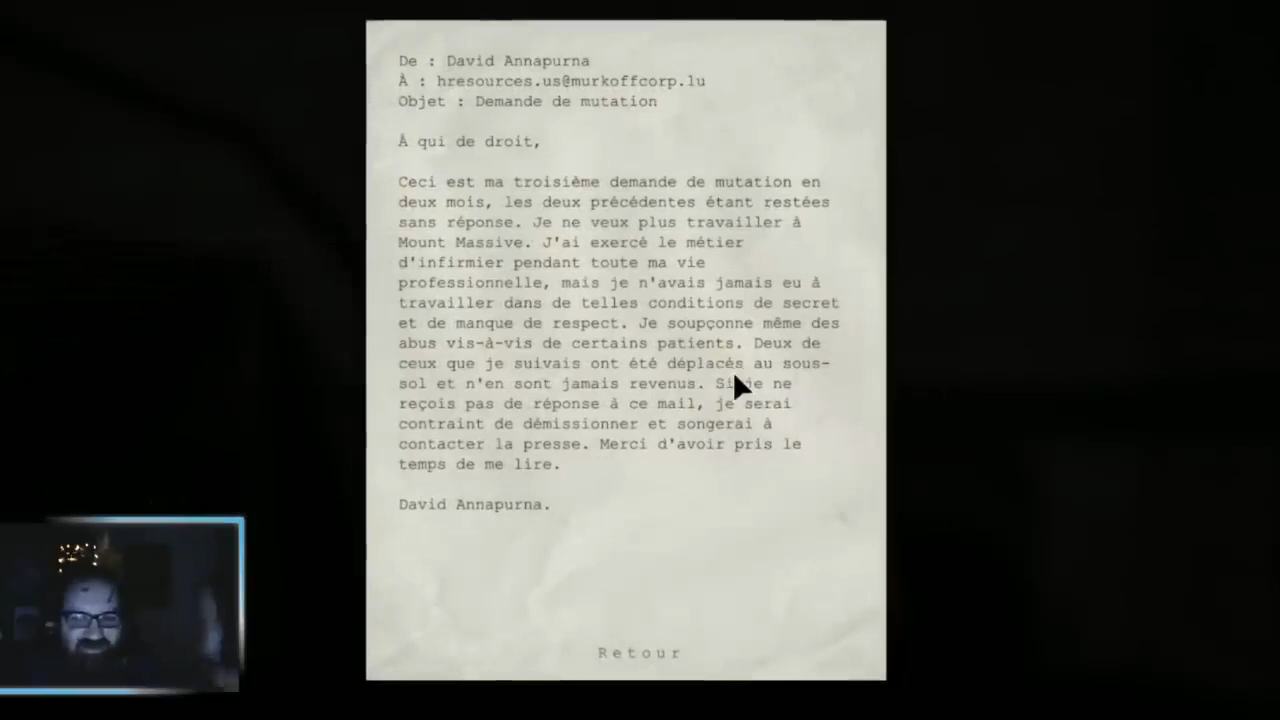 De : David Annapurna
À : hresources.us@murkoffcorp.lu
Objet : Demande de mutation
À qui de droit,
Ceci est ma troisième demande de mutation en
deux mois, les deux précédentes étant restées
sans réponse. Je ne veux plus travailler à
Mount Massive. J'ai exercé le métier
d'infirmier pendant toute ma vie
professionnelle, mais je n'avais jamais eu à
travailler dans de telles conditions de secret
et de manque de respect. Je soupçonne même des
abus vis-à-vis de certains patients. Deux de
ceux que je suivais ont été déplacés au sous-
sol et n'en sont jamais revenus. Si je ne
reçois pas de réponse à ce mail, je serai
contraint de démissionner et songerai à
contacter la presse. Merci d'avoir pris le
temps de me lire.
David Annapurna.
Retour